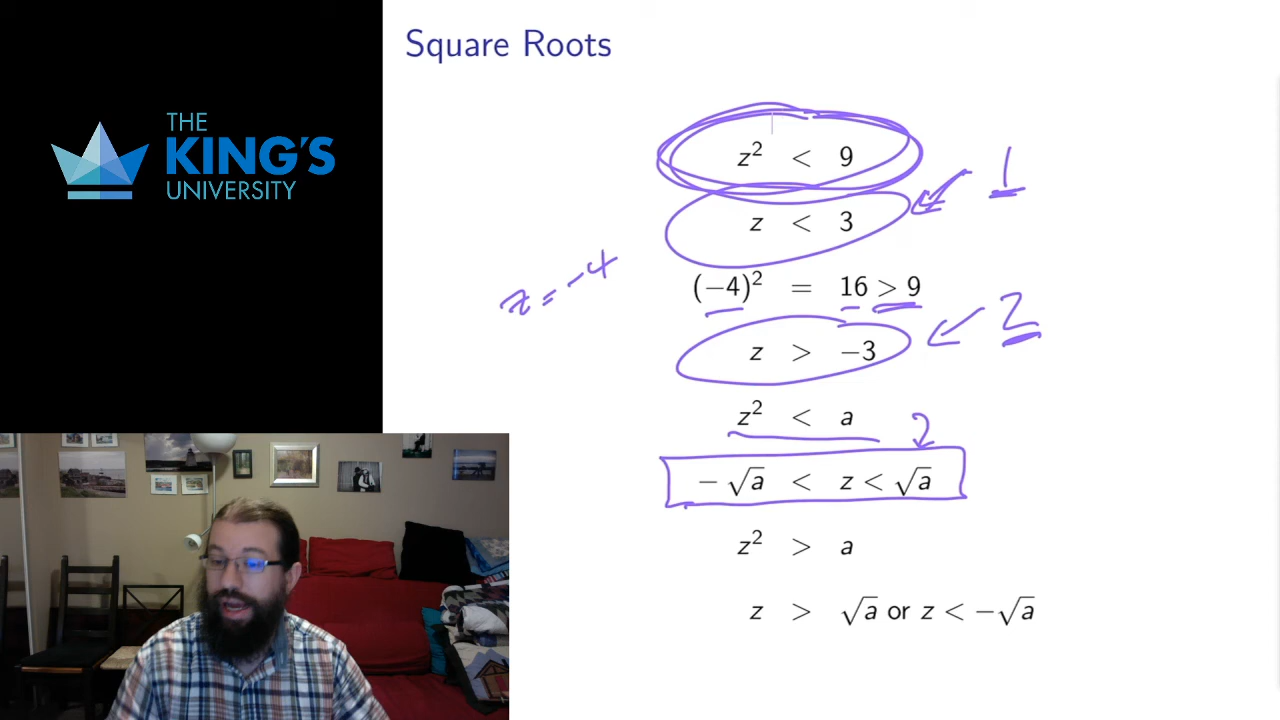 THE
KING'S
UNIVERSITY
Square Roots
z² < 9
1
z < 3
z = -4
(−4)² = 16 > 9
2
z > −3
z² < a
2
−√a < z < √a
z² > a
z > √a or z < −√a